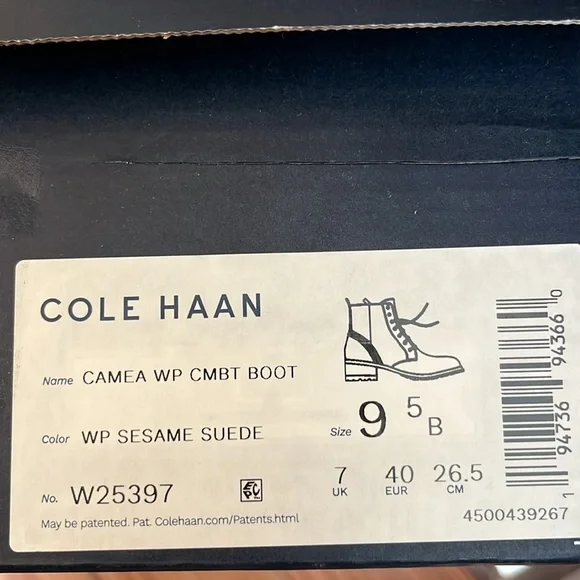 COLE HAAN
Name CAMEA WP CMBT BOOT
Color WP SESAME SUEDE
Size 9 5 B
No. W25397
7 40 26.5
UK EUR CM
May be patented. Pat. Colehaan.com/Patents.html
4500439267
1 94736 94366 0